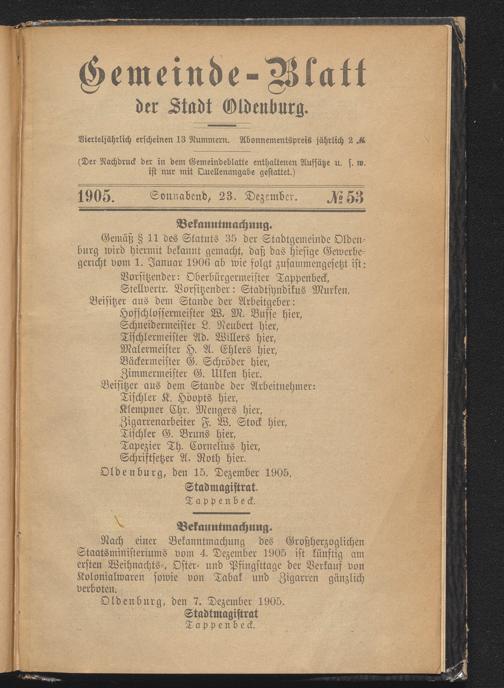 Gemeinde-Blatt
der Stadt Oldenburg.
Vierteljährlich erscheinen 13 Nummern. Abonnementspreis jährlich 2 ℳ
(Der Nachdruck der in dem Gemeindeblatte enthaltenen Aufsätze u. s. w.
ist nur mit Quellenangabe gestattet.)
1905. Sonnabend, 23. Dezember. № 53
Bekanntmachung.
Gemäß § 11 des Statuts 35 der Stadtgemeinde Olden-
burg wird hiermit bekannt gemacht, daß das hiesige Gewerbe-
gericht vom 1. Januar 1906 ab wie folgt zusammengesetzt ist:
Vorsitzender: Oberbürgermeister Tappenbeck,
Stellvertr. Vorsitzender: Stadtsyndikus Murken.
Beisitzer aus dem Stande der Arbeitgeber:
Hofschlossermeister W. M. Busse hier,
Schneidermeister L. Neubert hier,
Tischlermeister Ad. Willers hier,
Malermeister H. A. Ehlers hier,
Bäckermeister G. Schröder hier,
Zimmermeister G. Ulken hier.
Beisitzer aus dem Stande der Arbeitnehmer:
Tischler K. Höopts hier,
Klempner Chr. Mengers hier,
Zigarrenarbeiter F. W. Stock hier,
Tischler G. Bruns hier,
Tapezier Th. Cornelius hier,
Schriftsetzer A. Roth hier.
Oldenburg, den 15. Dezember 1905.
Stadmagistrat.
Tappenbeck.
Bekanntmachung.
Nach einer Bekanntmachung des Großherzoglichen
Staatsministeriums vom 4. Dezember 1905 ist künftig am
ersten Weihnachts-, Oster- und Pfingsttage der Verkauf von
Kolonialwaren sowie von Tabak und Zigarren gänzlich
verboten.
Oldenburg, den 7. Dezember 1905.
Stadtmagistrat
Tappenbeck.